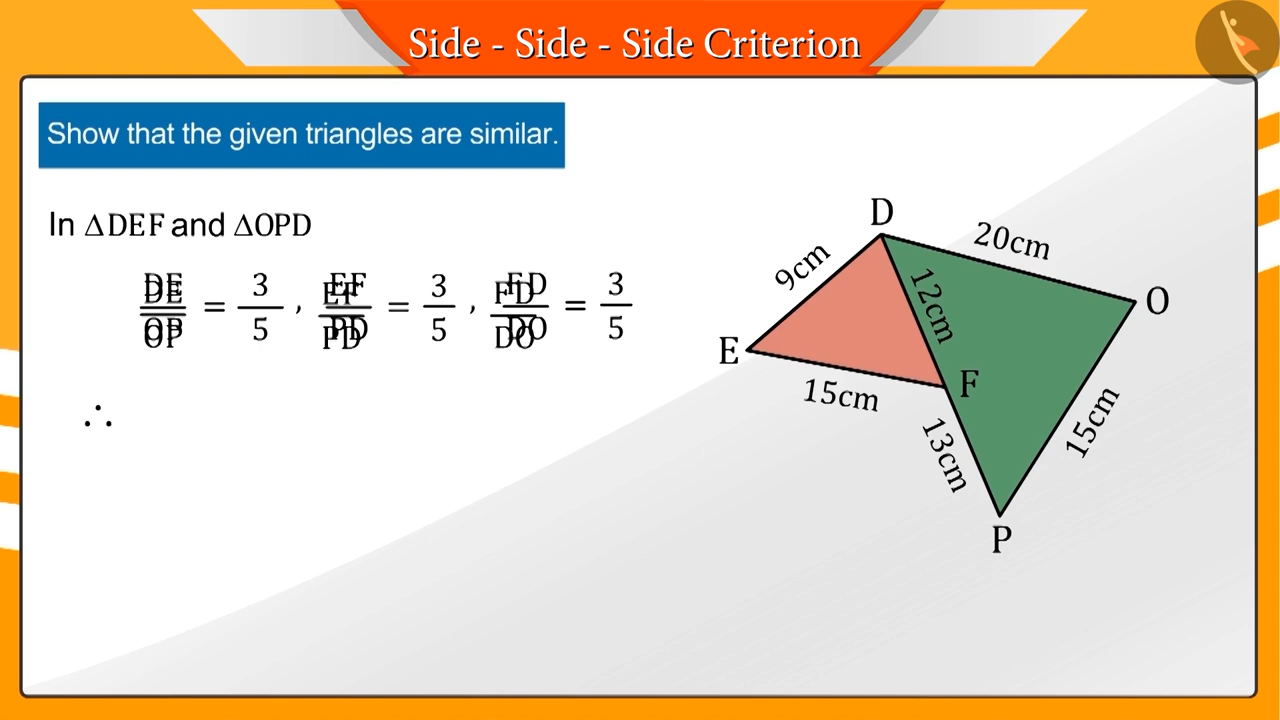 Side - Side - Side Criterion
Show that the given triangles are similar.
In ΔDEF and ΔOPD
DE/OP = 3/5 , EF/PD = 3/5 , FD/DO = 3/5
∴
D
20cm
9cm
12cm
O
E
F
15cm
13cm
15cm
P